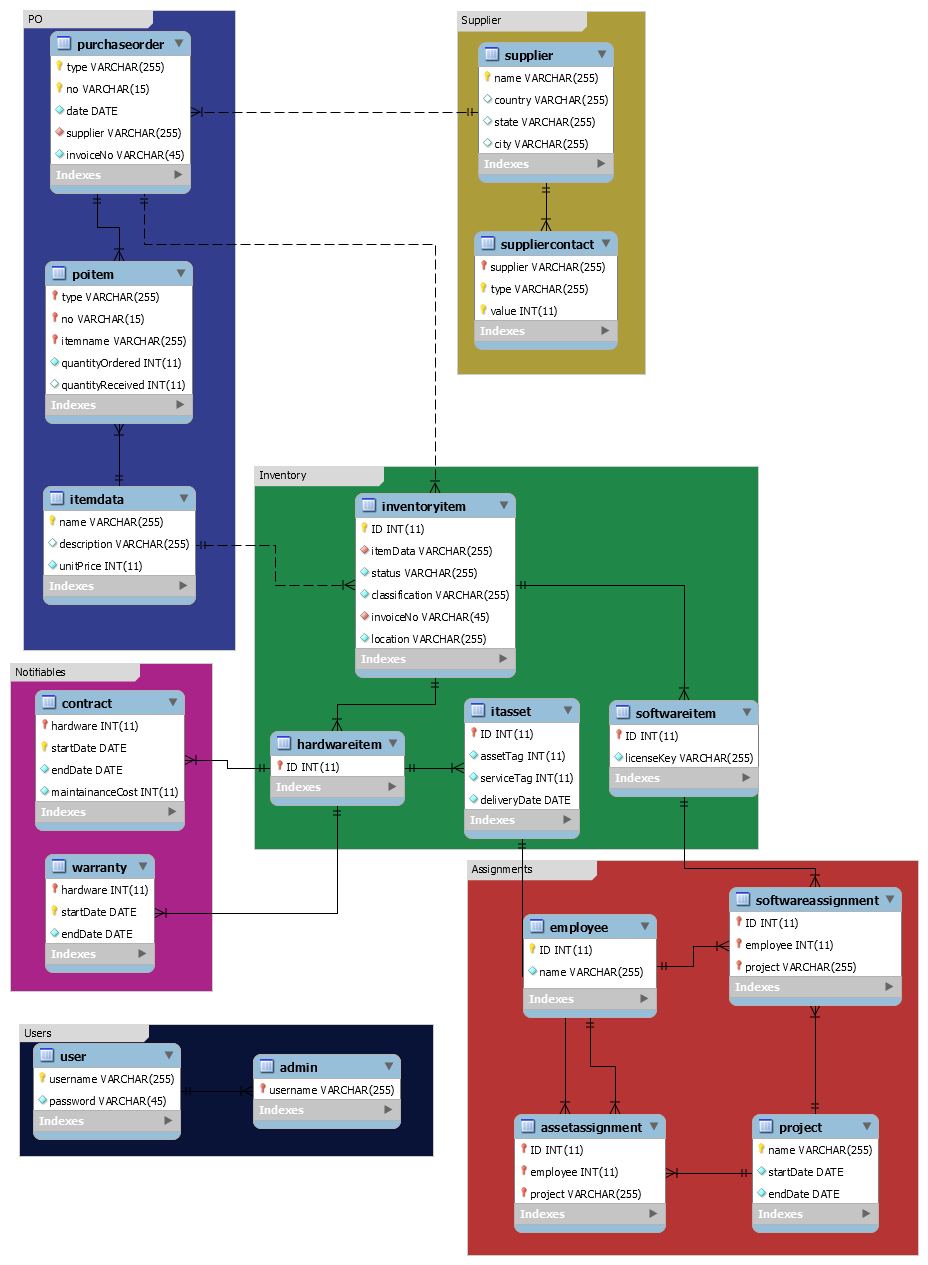 PO
purchaseorder
type VARCHAR(255)
no VARCHAR(15)
date DATE
supplier VARCHAR(255)
invoiceNo VARCHAR(45)
Indexes
poitem
type VARCHAR(255)
no VARCHAR(15)
itemname VARCHAR(255)
quantityOrdered INT(11)
quantityReceived INT(11)
Indexes
itemdata
name VARCHAR(255)
description VARCHAR(255)
unitPrice INT(11)
Indexes
Supplier
supplier
name VARCHAR(255)
country VARCHAR(255)
state VARCHAR(255)
city VARCHAR(255)
Indexes
suppliercontact
supplier VARCHAR(255)
type VARCHAR(255)
value INT(11)
Indexes
Inventory
inventoryitem
ID INT(11)
itemData VARCHAR(255)
status VARCHAR(255)
classification VARCHAR(255)
invoiceNo VARCHAR(45)
location VARCHAR(255)
Indexes
hardwareitem
ID INT(11)
Indexes
itasset
ID INT(11)
assetTag INT(11)
serviceTag INT(11)
deliveryDate DATE
Indexes
softwareitem
ID INT(11)
licenseKey VARCHAR(255)
Indexes
Notifiables
contract
hardware INT(11)
startDate DATE
endDate DATE
maintainanceCost INT(11)
Indexes
warranty
hardware INT(11)
startDate DATE
endDate DATE
Indexes
Assignments
employee
ID INT(11)
name VARCHAR(255)
Indexes
softwareassignment
ID INT(11)
employee INT(11)
project VARCHAR(255)
Indexes
assetassignment
ID INT(11)
employee INT(11)
project VARCHAR(255)
Indexes
project
name VARCHAR(255)
startDate DATE
endDate DATE
Indexes
Users
user
username VARCHAR(255)
password VARCHAR(45)
Indexes
admin
username VARCHAR(255)
Indexes